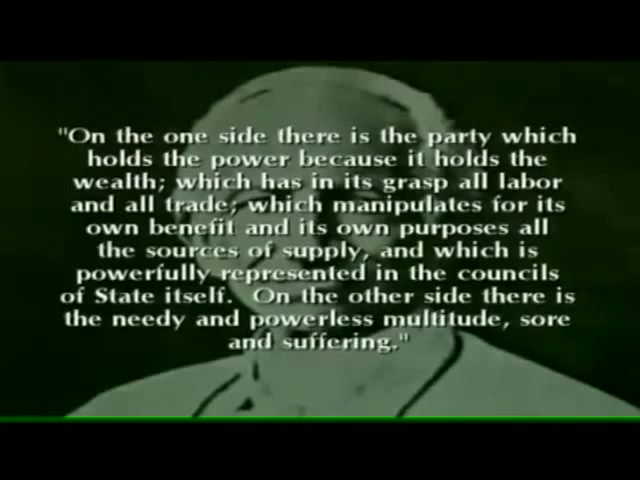 "On the one side there is the party which
holds the power because it holds the
wealth; which has in its grasp all labor
and all trade; which manipulates for its
own benefit and its own purposes all
the sources of supply, and which is
powerfully represented in the councils
of State itself.  On the other side there is
the needy and powerless multitude, sore
and suffering."